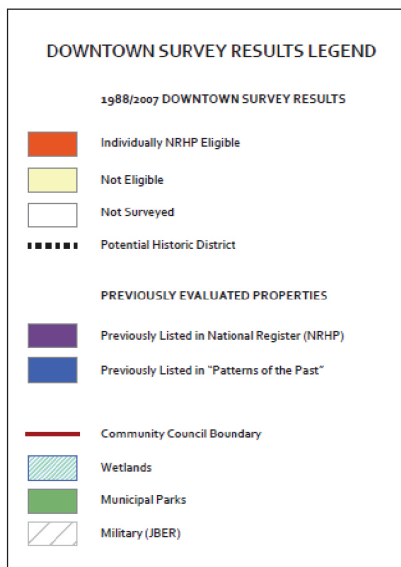 DOWNTOWN SURVEY RESULTS LEGEND
1988/2007 DOWNTOWN SURVEY RESULTS
Individually NRHP Eligible
Not Eligible
Not Surveyed
Potential Historic District
PREVIOUSLY EVALUATED PROPERTIES
Previously Listed in National Register (NRHP)
Previously Listed in "Patterns of the Past"
Community Council Boundary
Wetlands
Municipal Parks
Military (JBER)